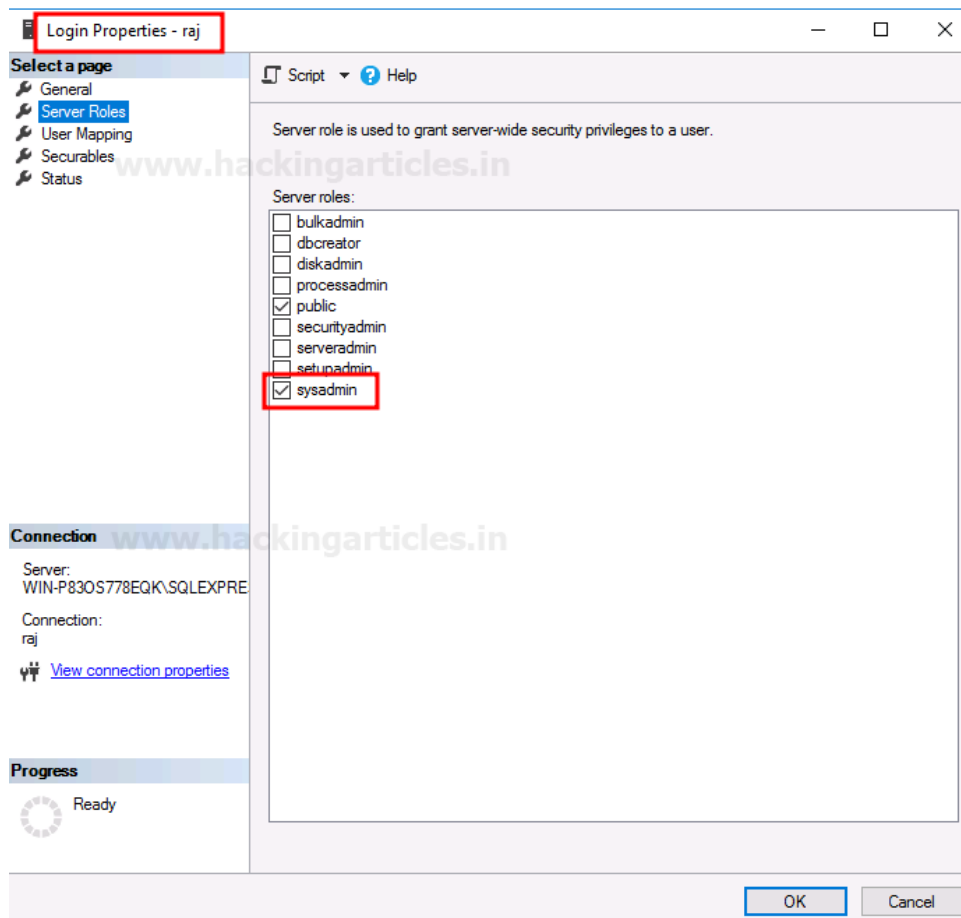 Login Properties - raj
Select a page
General
Server Roles
User Mapping
Securables
Status
Script
Help
Server role is used to grant server-wide security privileges to a user.
www.hackingarticles.in
Server roles:
bulkadmin
dbcreator
diskadmin
processadmin
public
securityadmin
serveradmin
setupadmin
sysadmin
Connection
www.hackingarticles.in
Server:
WIN-P83OS778EQK\SQLEXPRE
Connection:
raj
View connection properties
Progress
Ready
OK
Cancel